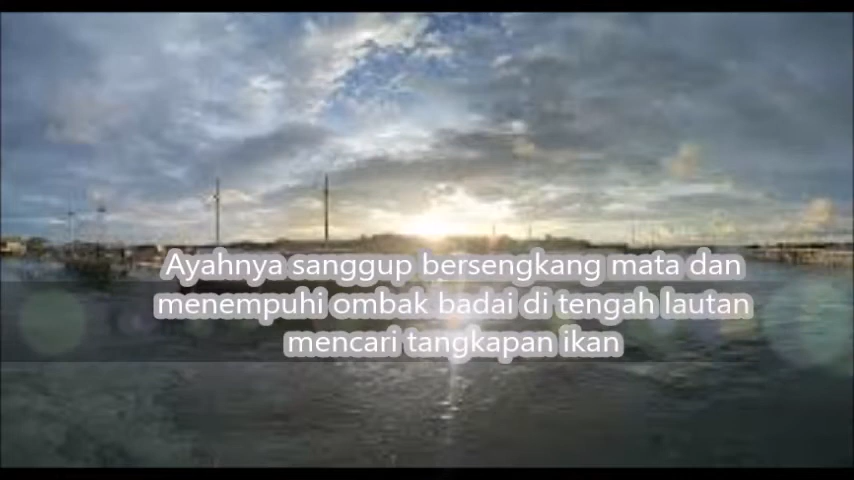 Ayahnya sanggup bersengkang mata dan
menempuhi ombak badai di tengah lautan
mencari tangkapan ikan